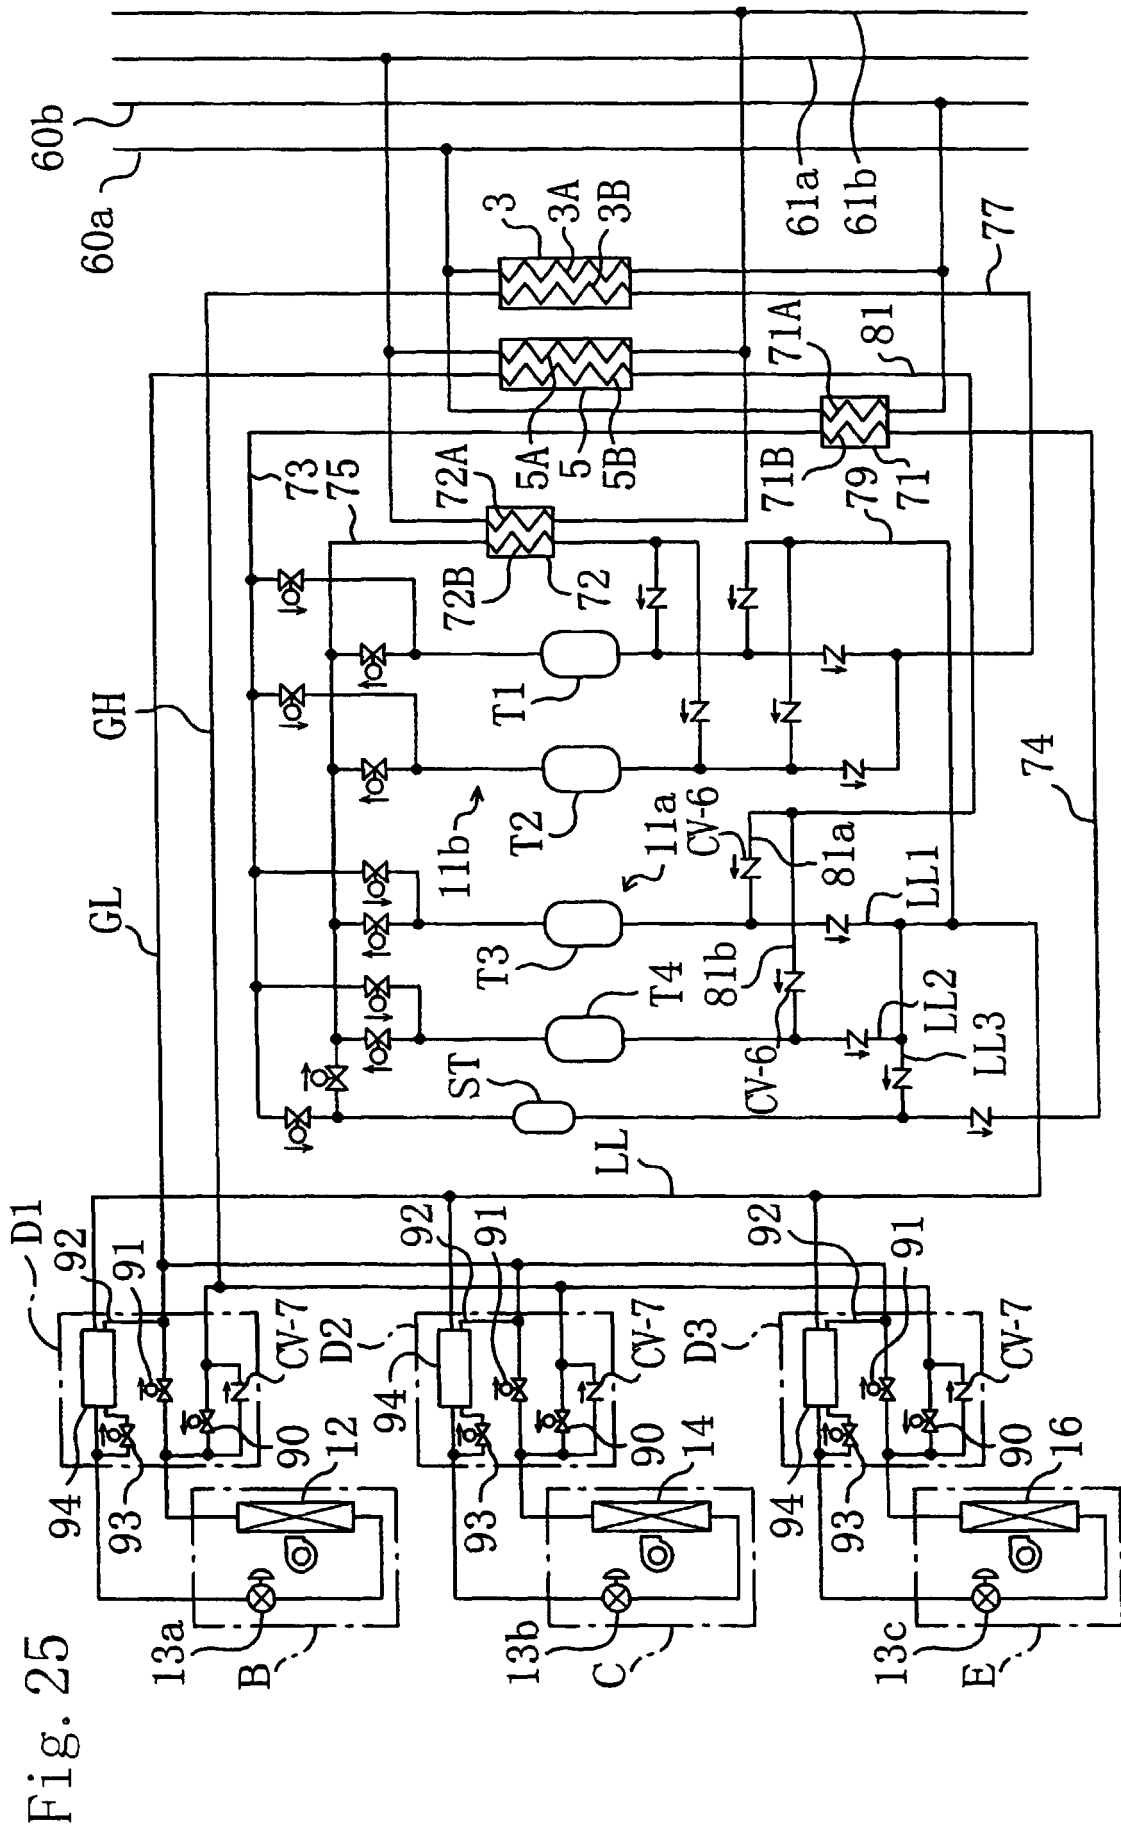 Fig. 25
60a
60b
61a
61b
3
3A
3B
77
71A
81
5A
5
5B
71B
79
71
73
75
72A
72B
72
GH
GL
T1
T2
11b
11a
CV-6
81a
LL1
74
T3
T4
81b
LL2
LL3
CV-6
ST
LL
D1
92
91
CV-7
94
93
90
12
13a
B
D2
92
91
CV-7
94
93
90
14
13b
C
D3
92
91
CV-7
94
93
90
16
13c
E